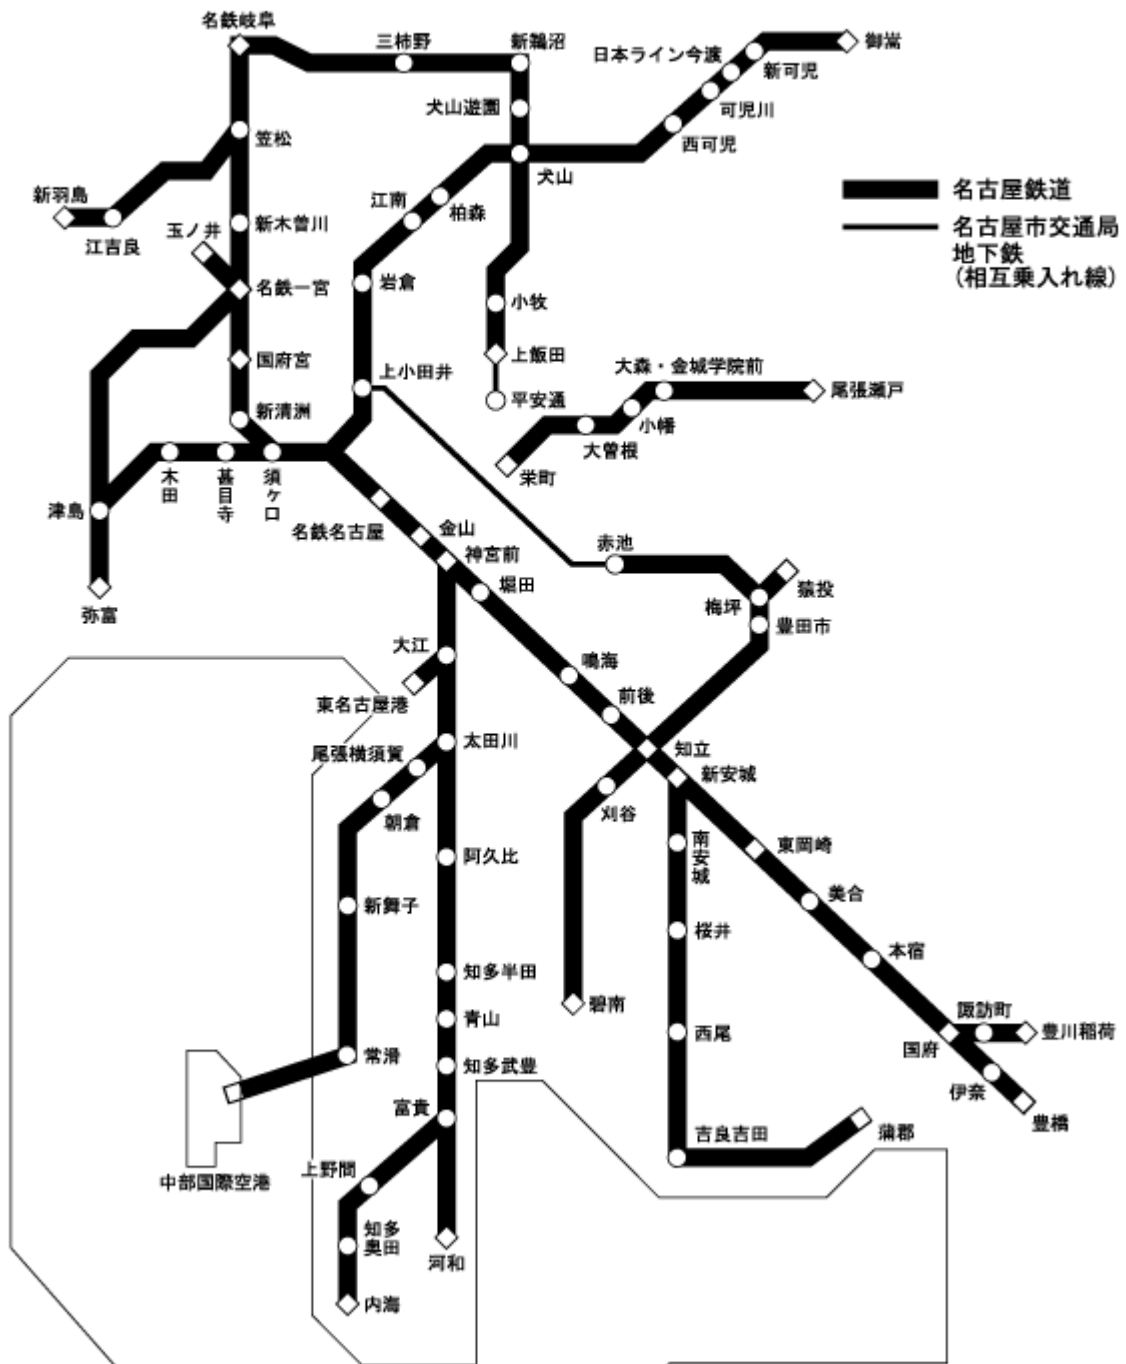 名鉄岐阜
三柿野
新鵜沼
日本ライン今渡
御嵩
新可児
犬山遊園
可児川
笠松
西可児
犬山
新羽島
江南
柏森
名古屋鉄道
江吉良
玉ノ井
新木曽川
名古屋市交通局
地下鉄
(相互乗入れ線)
名鉄一宮
岩倉
小牧
国府宮
上小田井
上飯田
大森・金城学院前
尾張瀬戸
平安通
新清洲
小幡
大曽根
木田
甚目寺
須ヶ口
栄町
津島
名鉄名古屋
金山
赤池
神宮前
堀田
猿投
梅坪
弥富
豊田市
大江
鳴海
東名古屋港
前後
太田川
知立
尾張横須賀
新安城
刈谷
朝倉
南安城
東岡崎
阿久比
美合
新舞子
桜井
本宿
知多半田
碧南
諏訪町
青山
西尾
国府
豊川稲荷
常滑
知多武豊
伊奈
富貴
豊橋
吉良吉田
蒲郡
上野間
中部国際空港
知多
奥田
河和
内海